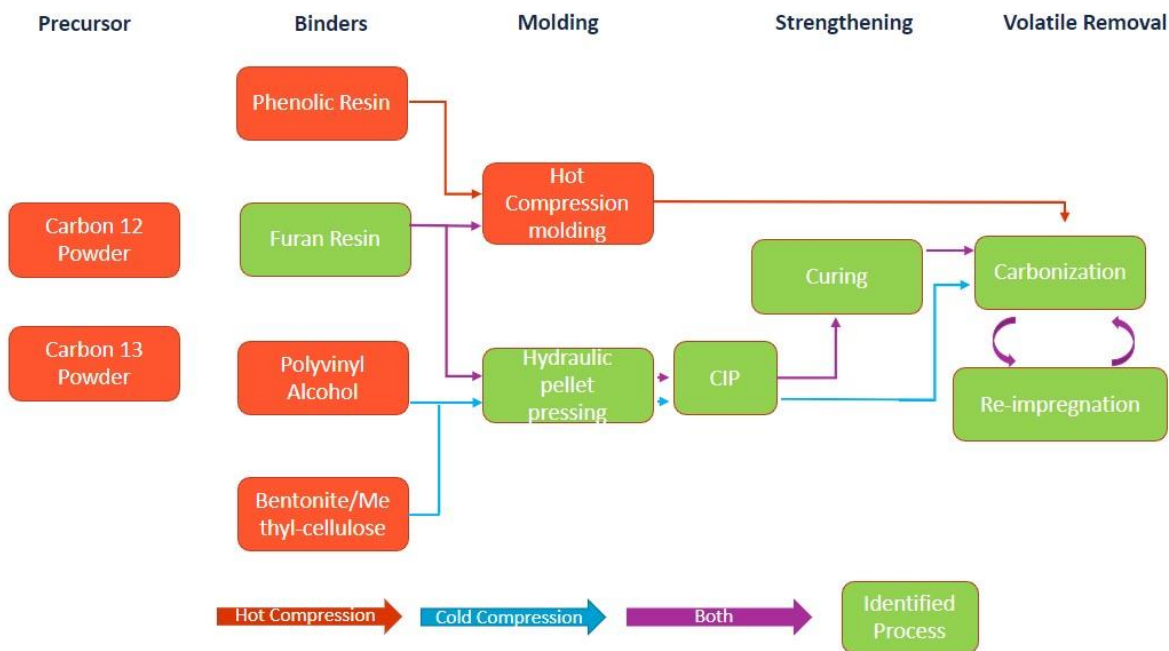 Precursor
Binders
Molding
Strengthening
Volatile Removal
Phenolic Resin
Hot
Compression
molding
Carbon 12
Powder
Furan Resin
Curing
Carbonization
Carbon 13
Powder
Polyvinyl
Alcohol
Hydraulic
pellet
pressing
CIP
Re-impregnation
Bentonite/Me
thyl-cellulose
Hot Compression
Cold Compression
Both
Identified
Process